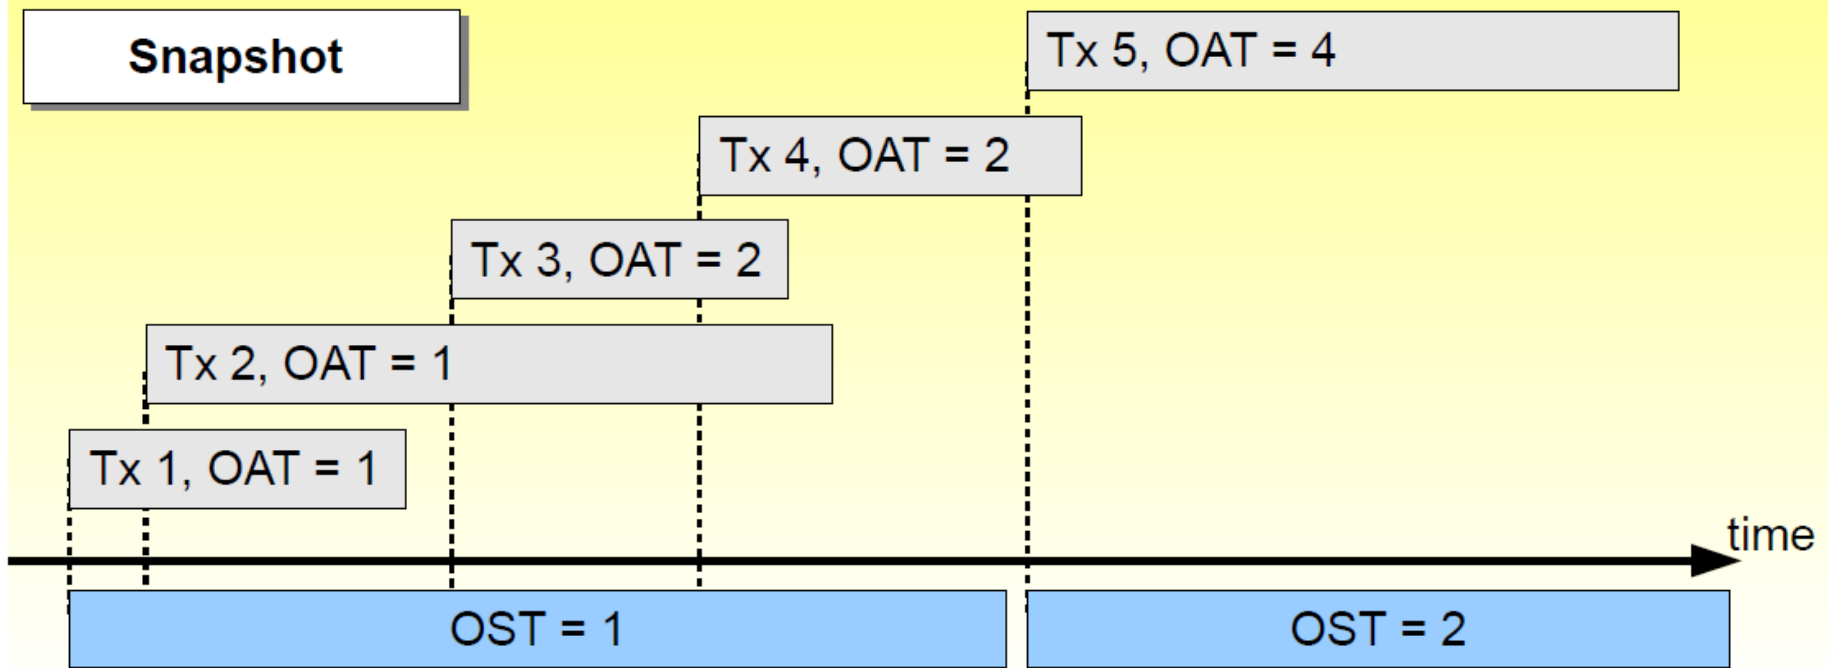 Snapshot
Tx 5, OAT = 4
Tx 4, OAT = 2
Tx 3, OAT = 2
Tx 2, OAT = 1
Tx 1, OAT = 1
time
OST = 1
OST = 2